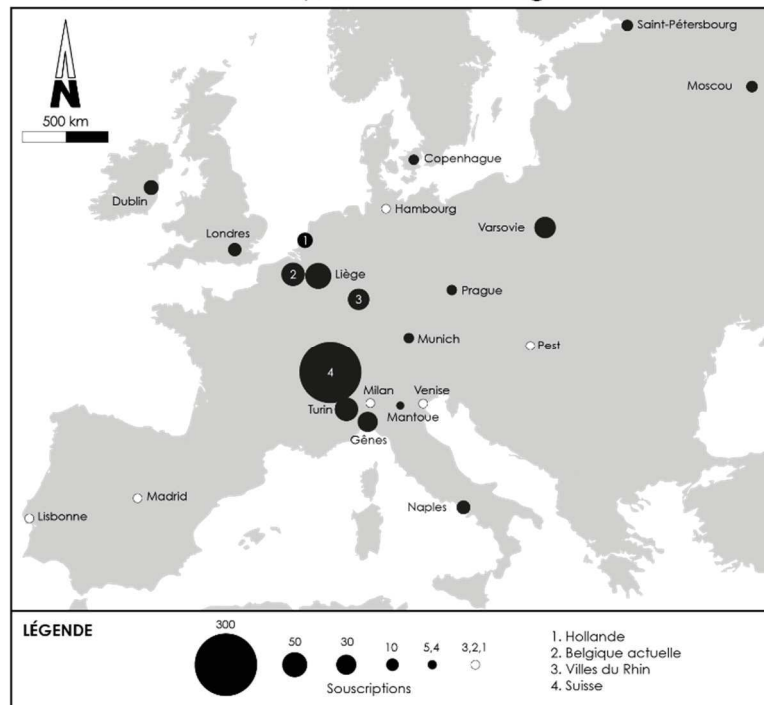 N
500 km
Saint-Pétersbourg
Moscou
Copenhague
Dublin
Hambourg
Londres
1
Varsovie
2
Liège
3
Prague
Munich
Pest
4
Milan
Venise
Turin
Mantoue
Gênes
Madrid
Lisbonne
Naples
LÉGENDE
300
50
30
10
5,4
3,2,1
Souscriptions
1. Hollande
2. Belgique actuelle
3. Villes du Rhin
4. Suisse